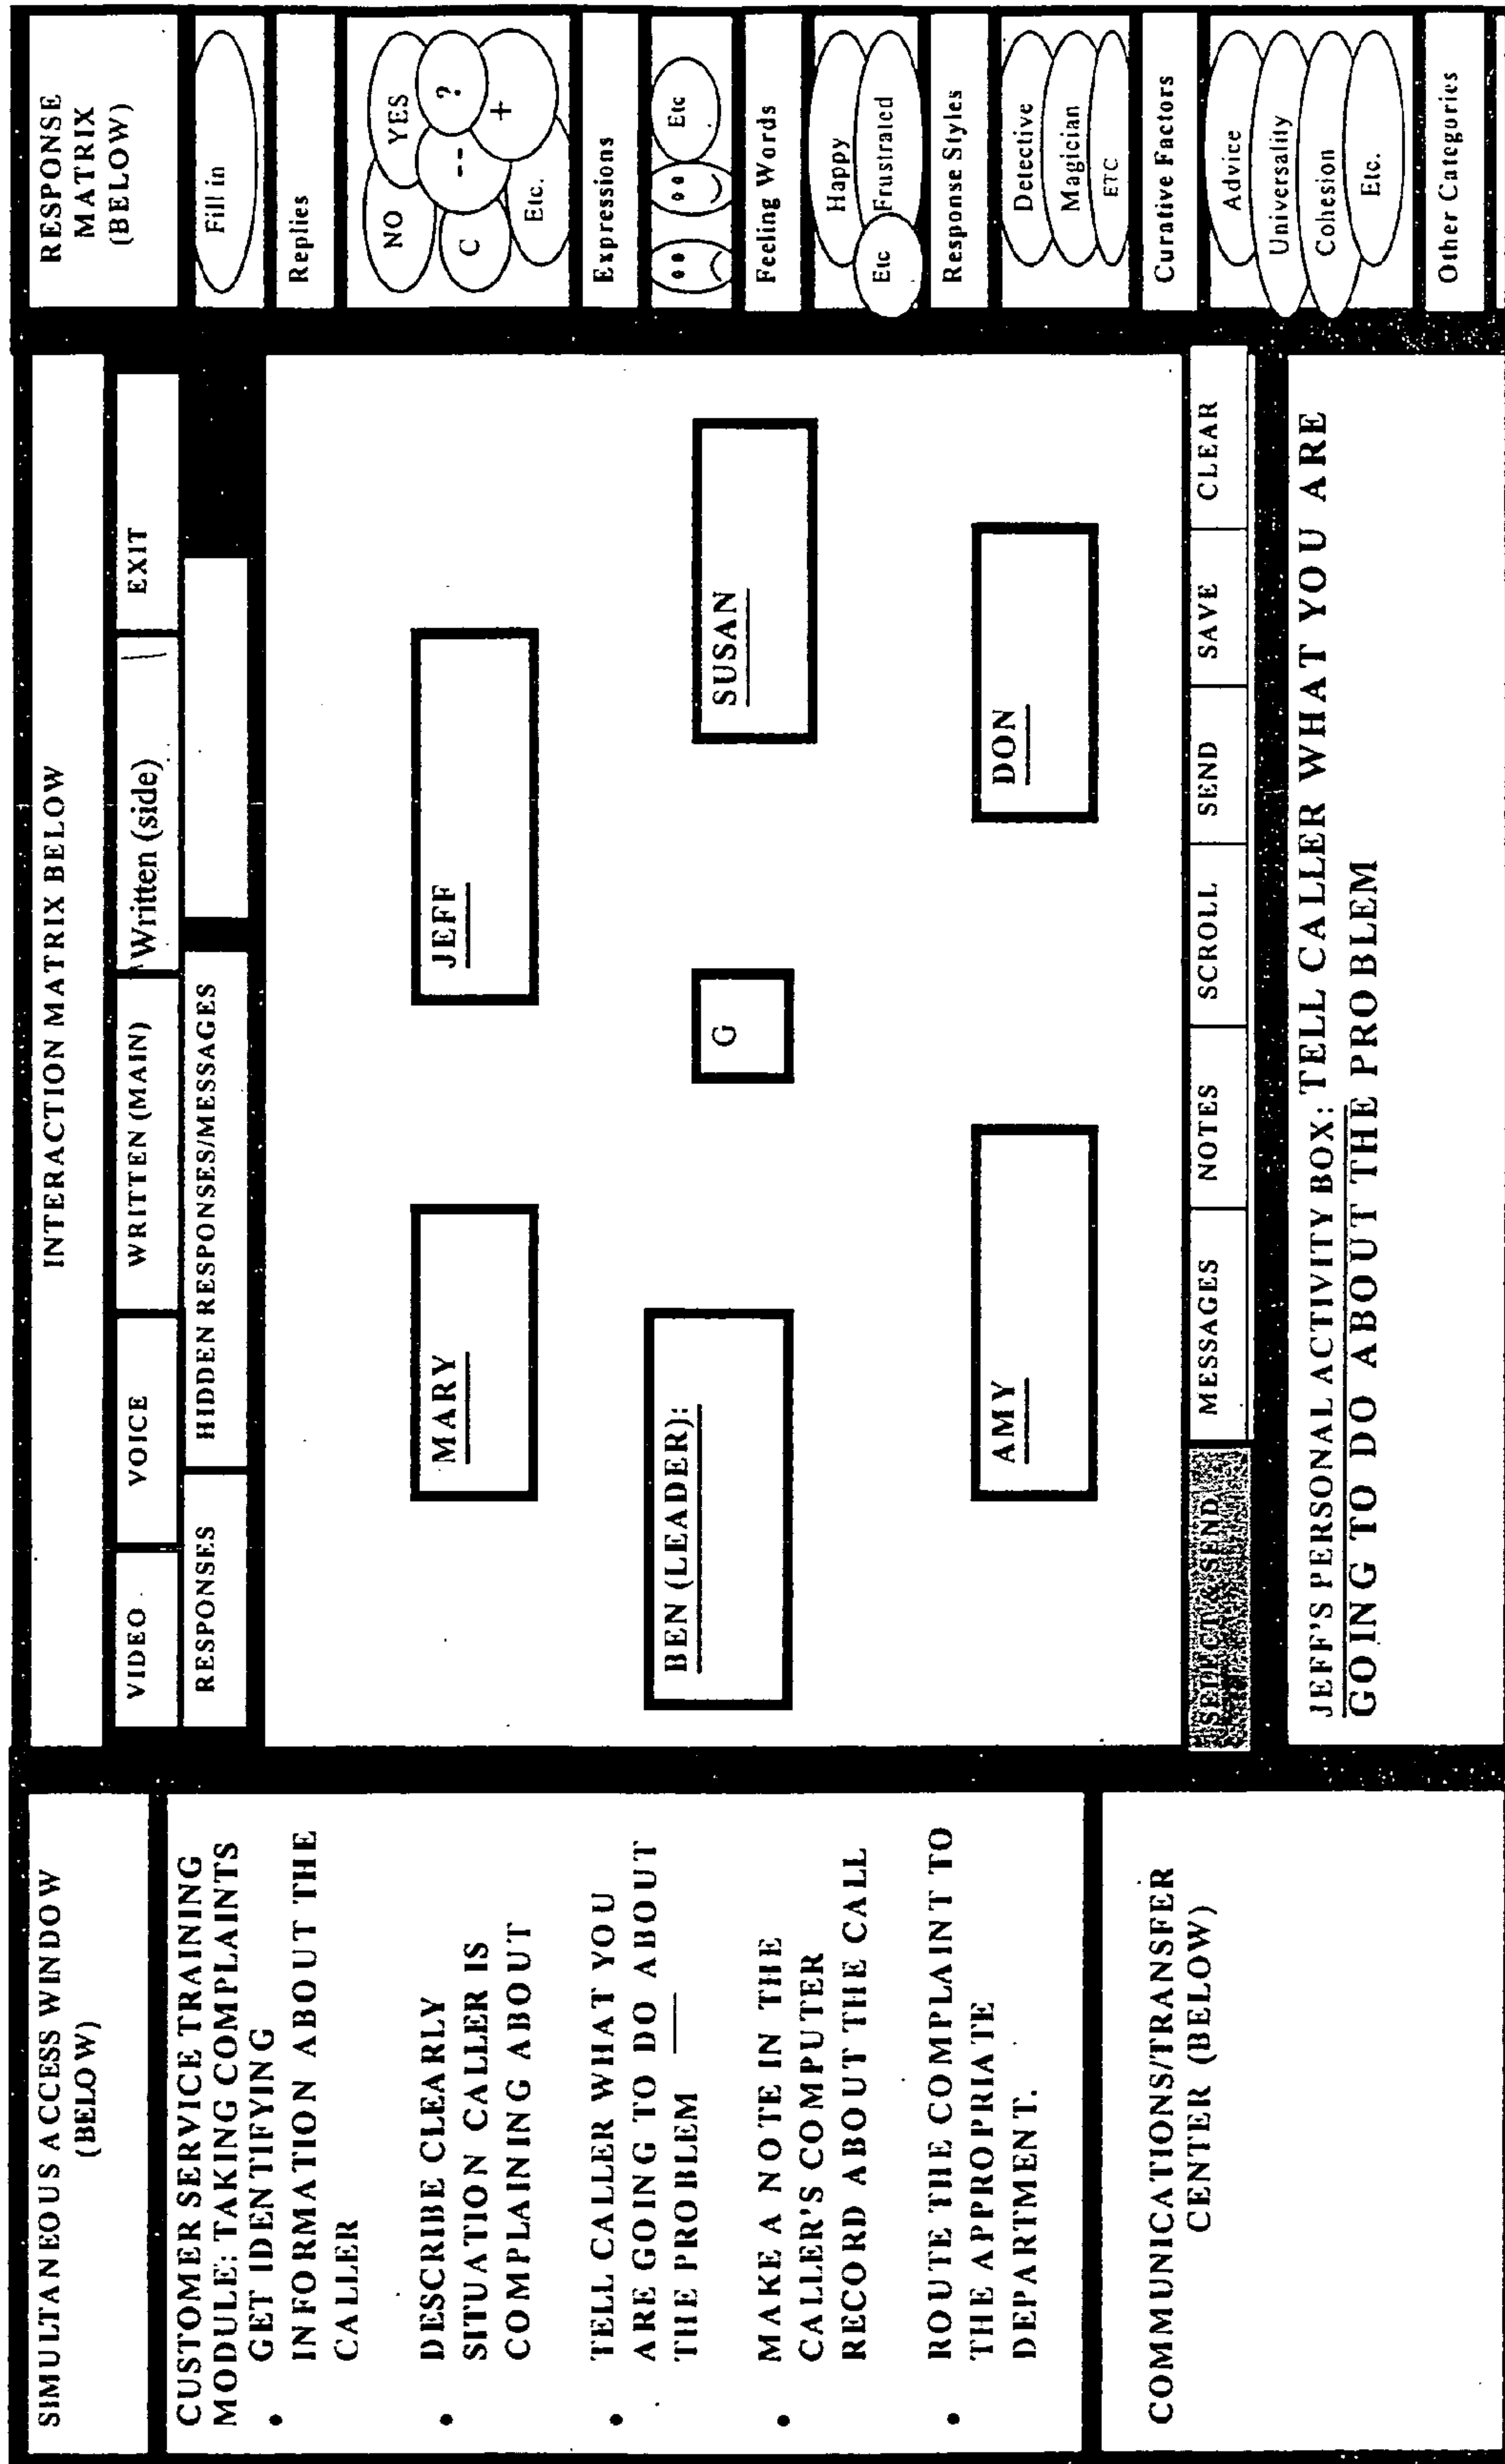 SIMULTANEOUS ACCESS WINDOW
(BELOW)
CUSTOMER SERVICE TRAINING
MODULE: TAKING COMPLAINTS
• GET IDENTIFYING
INFORMATION ABOUT THE
CALLER
• DESCRIBE CLEARLY
SITUATION CALLER IS
COMPLAINING ABOUT
• TELL CALLER WHAT YOU
ARE GOING TO DO ABOUT
THE PROBLEM
• MAKE A NOTE IN THE
CALLER'S COMPUTER
RECORD ABOUT THE CALL
• ROUTE THE COMPLAINT TO
THE APPROPRIATE
DEPARTMENT.
COMMUNICATIONS/TRANSFER
CENTER (BELOW)
INTERACTION MATRIX BELOW
VIDEO VOICE WRITTEN (MAIN) Written (side) EXIT
RESPONSES HIDDEN RESPONSES/MESSAGES
MARY JEFF
BEN (LEADER): G SUSAN
AMY DON
SELECT & SEND MESSAGES NOTES SCROLL SEND SAVE CLEAR
JEFF'S PERSONAL ACTIVITY BOX: TELL CALLER WHAT YOU ARE
GOING TO DO ABOUT THE PROBLEM
RESPONSE
MATRIX
(BELOW)
Fill in
Replies
NO YES
C -- ?
Etc. +
Expressions
Etc
Feeling Words
Happy
Etc Frustrated
Response Styles
Detective
Magician
ETC
Curative Factors
Advice
Universality
Cohesion
Etc.
Other Categories